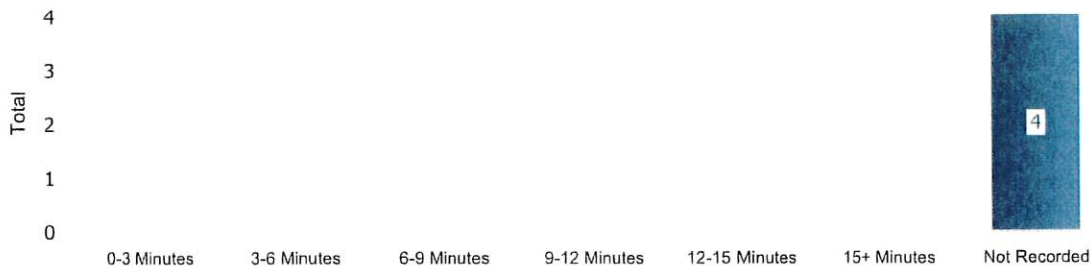 4
3
2
1
0
Total
4
0-3 Minutes
3-6 Minutes
6-9 Minutes
9-12 Minutes
12-15 Minutes
15+ Minutes
Not Recorded